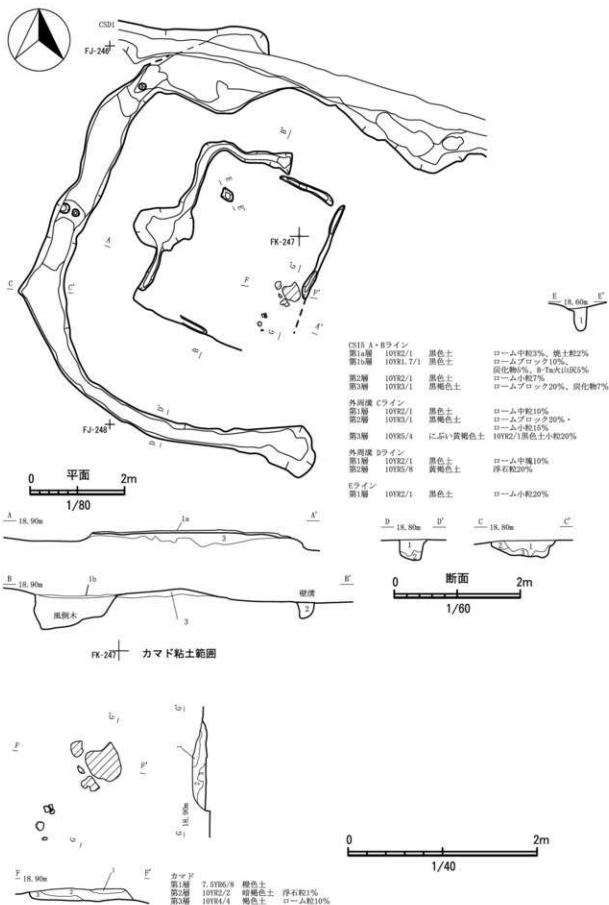 CSD1
FJ-246
B'
E
E'
FK-247
A
G'
C
C'
F
F'
E 18.60m E'
1
G
A'
B
CSI5 A・Bライン
第1a層 10YR2/1 黒色土 ローム中粒3%、焼土粒2%
第1b層 10YR1.7/1 黒色土 ロームブロック10%、
炭化物5%、B-Tm火山灰5%
第2層 10YR2/1 黒色土 ローム小粒7%
第3層 10YR3/1 黒褐色土 ロームブロック20%、炭化物7%
外周溝 Cライン
第1層 10YR2/1 黒色土 ローム中粒10%
第2層 10YR3/1 黒褐色土 ロームブロック20%・
ローム小粒15%
第3層 10YR5/4 にぶい黄褐色土 10YR2/1黒色土小粒20%
外周溝 Dライン
第1層 10YR2/1 黒色土 ローム中塊10%
第2層 10YR5/8 黄褐色土 浮石粒20%
Eライン
第1層 10YR2/1 黒色土 ローム小粒20%
FJ-248
D'
D
0 平面 2m
1/80
A 18.90m A'
1a
3
D 18.80m D'
1
2
C 18.80m C'
1
2
3
B 18.90m B'
1b
風倒木
3
壁溝
2
0 断面 2m
1/60
FK-247 カマド粘土範囲
G'
F
F'
G
G'
18.90m
G
0 2m
1/40
F 18.90m F'
1
2
3
カマド
第1層 7.5YR6/8 橙色土
第2層 10YR2/2 暗褐色土 浮石粒1%
第3層 10YR4/4 褐色土 ローム粒10%